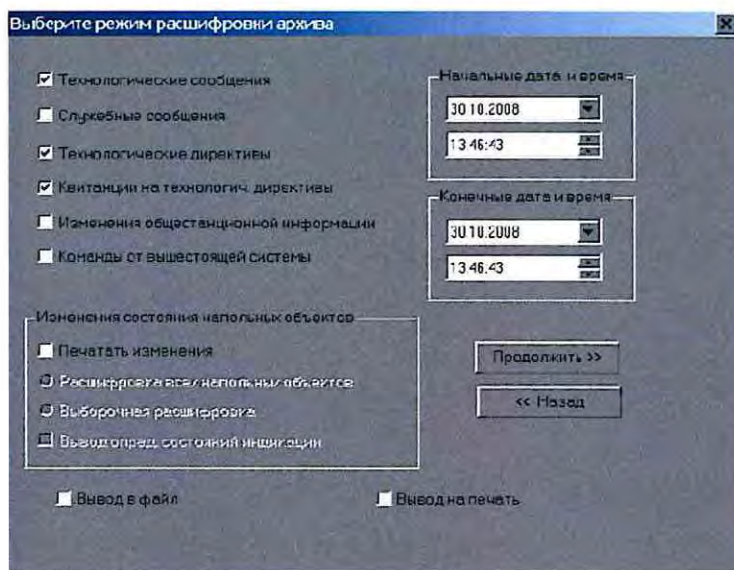 Выберите режим расшифровки архива
Технологические сообщения
Служебные сообщения
Технологические директивы
Квитанции на технологич. директивы
Изменения общестанционной информации
Команды от вышестоящей системы
Начальные дата и время
30.10.2008
13:46:43
Конечные дата и время
30.10.2008
13:46:43
Изменения состояния напольных объектов
Печатать изменения
Расшифровка всех напольных объектов
Выборочная расшифровка
Вывод опред. состояний индикации
Продолжить >>
<< Назад
Вывод в файл
Вывод на печать